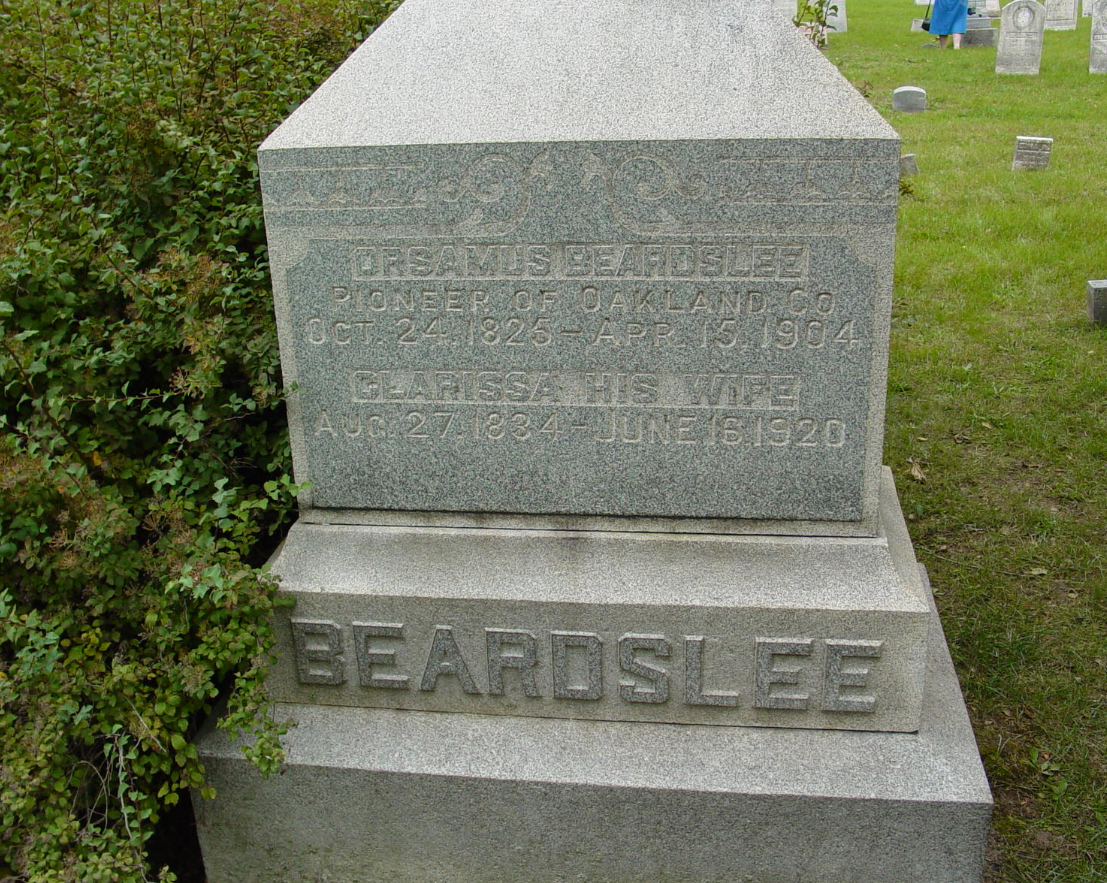 ORSAMUS BEARDSLEE
PIONEER OF OAKLAND CO
OCT. 24. 1825 - APR. 15. 1904
CLARISSA HIS WIFE
AUG. 27. 1834 - JUNE 16. 1920
BEARDSLEE